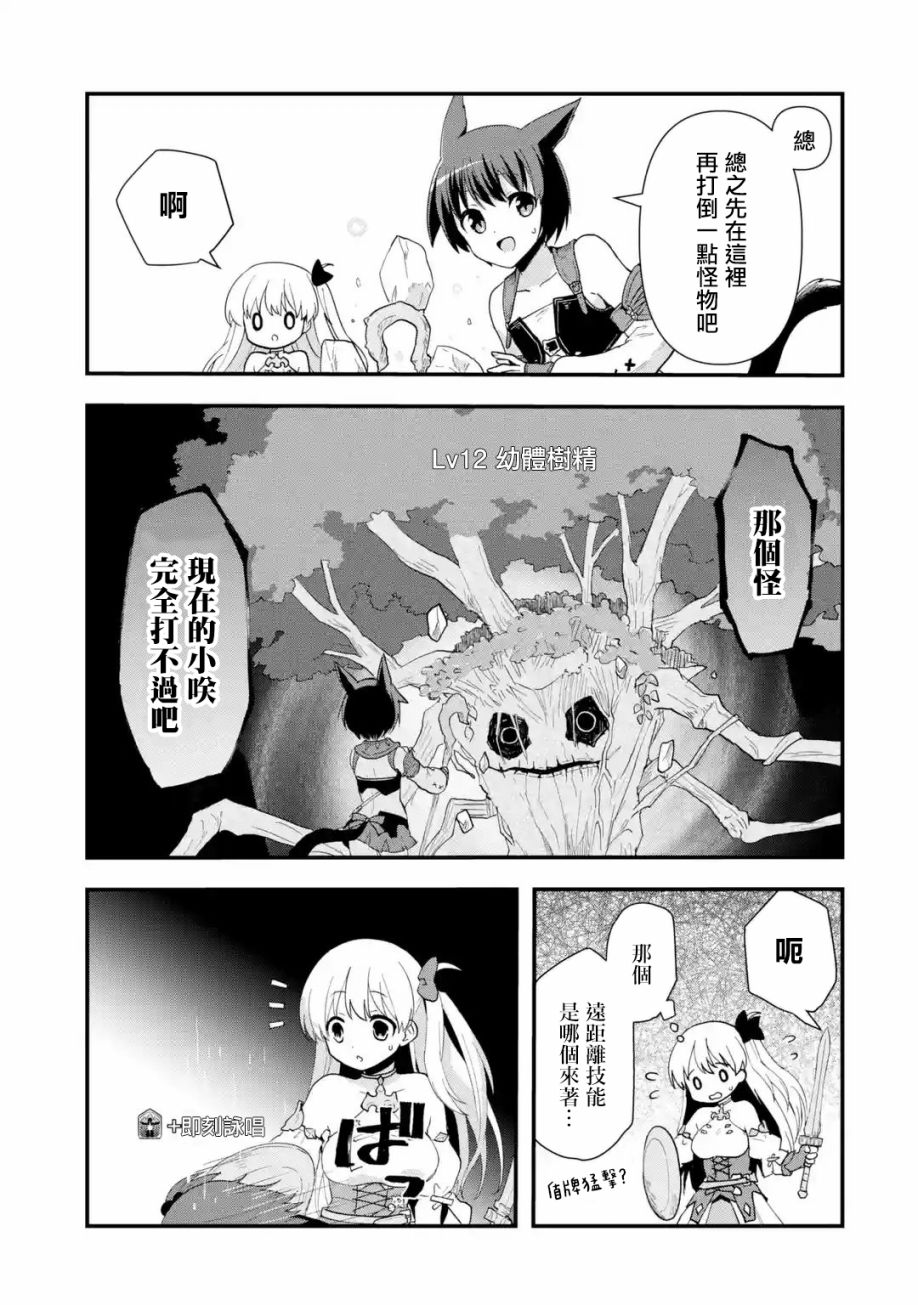 總
總之先在這裡
再打倒一點怪物吧
啊
Lv12 幼體樹精
那個怪
現在的小唉
完全打不過吧
呃
那個
遠距離技能
是哪個來著…
盾牌猛擊?
+即刻詠唱
ばっ